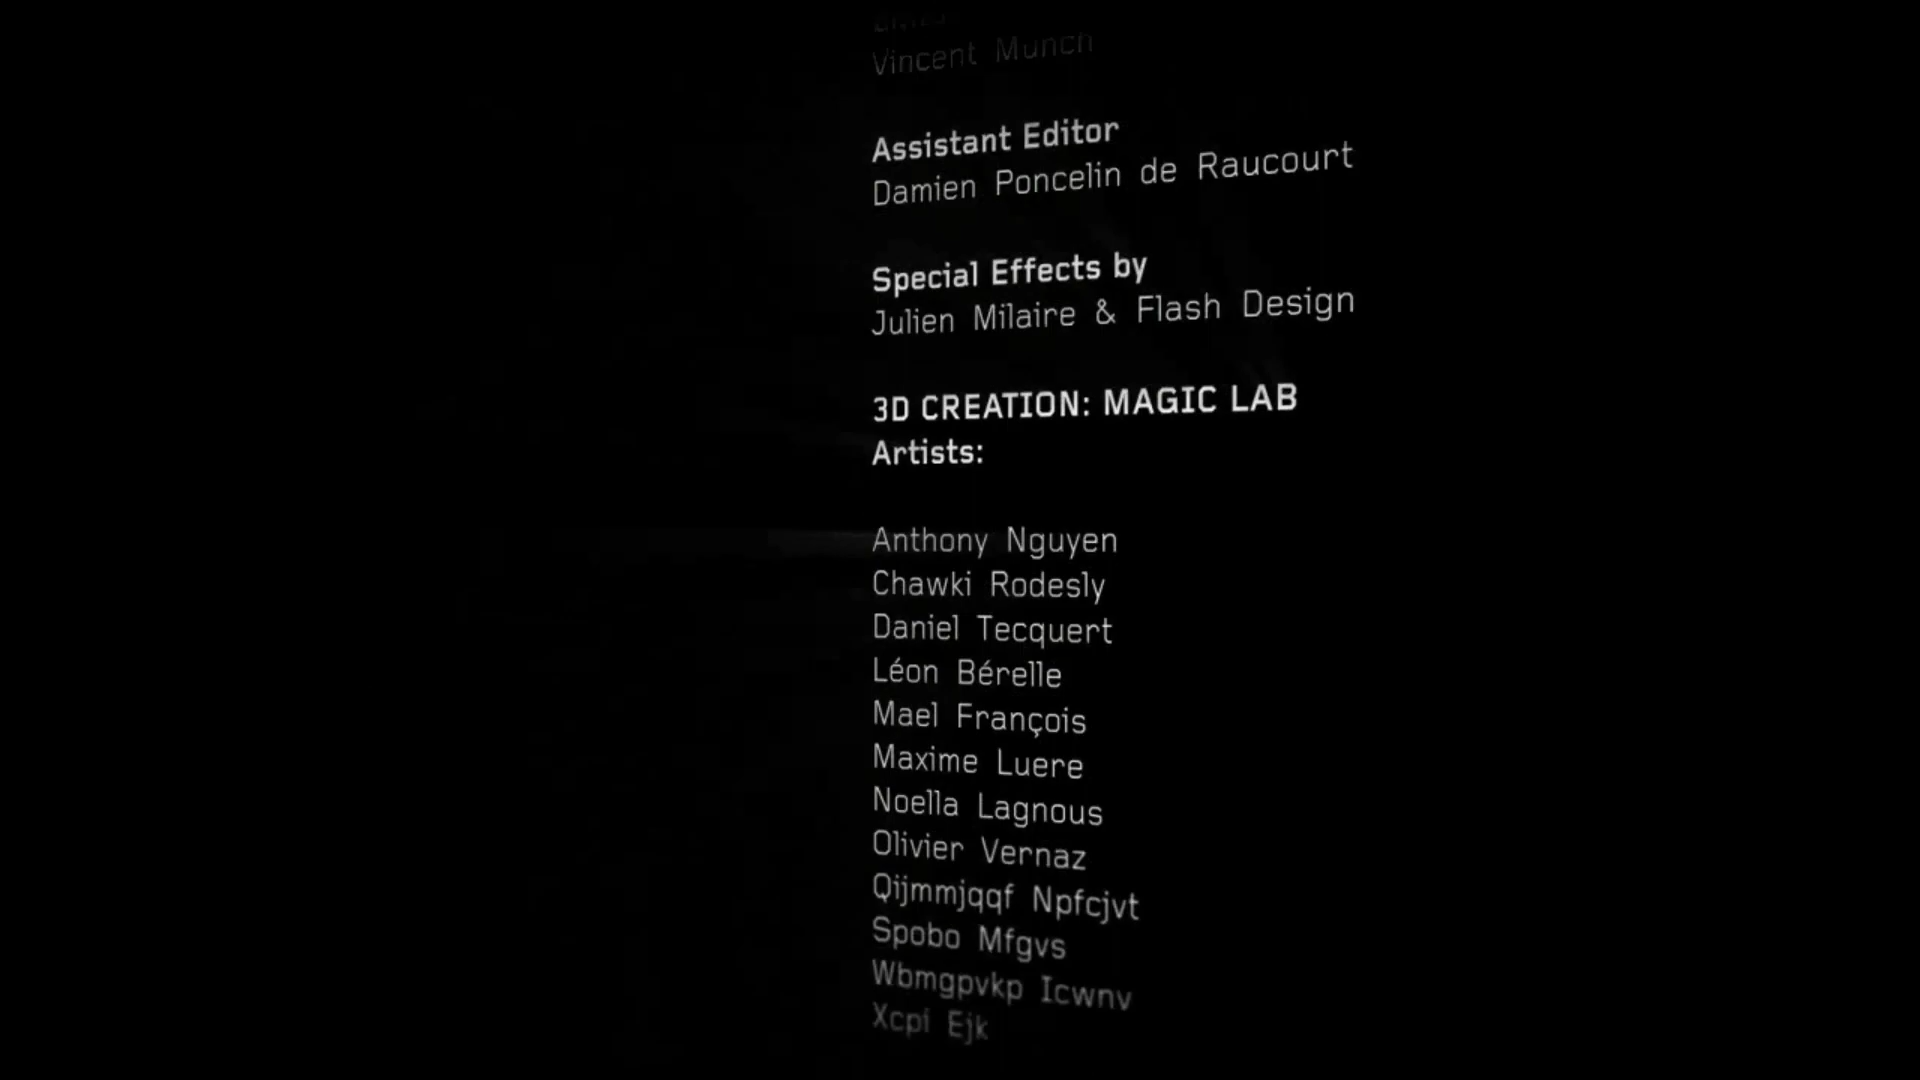 Vincent Munch
Assistant Editor
Damien Poncelin de Raucourt
Special Effects by
Julien Milaire & Flash Design
3D CREATION: MAGIC LAB
Artists:
Anthony Nguyen
Chawki Rodesly
Daniel Tecquert
Léon Bérelle
Mael François
Maxime Luere
Noella Lagnous
Olivier Vernaz
Qijmmjqqf Npfcjvt
Spobo Mfgvs
Wbmgpvkp Icwnv
Xcpi Ejk